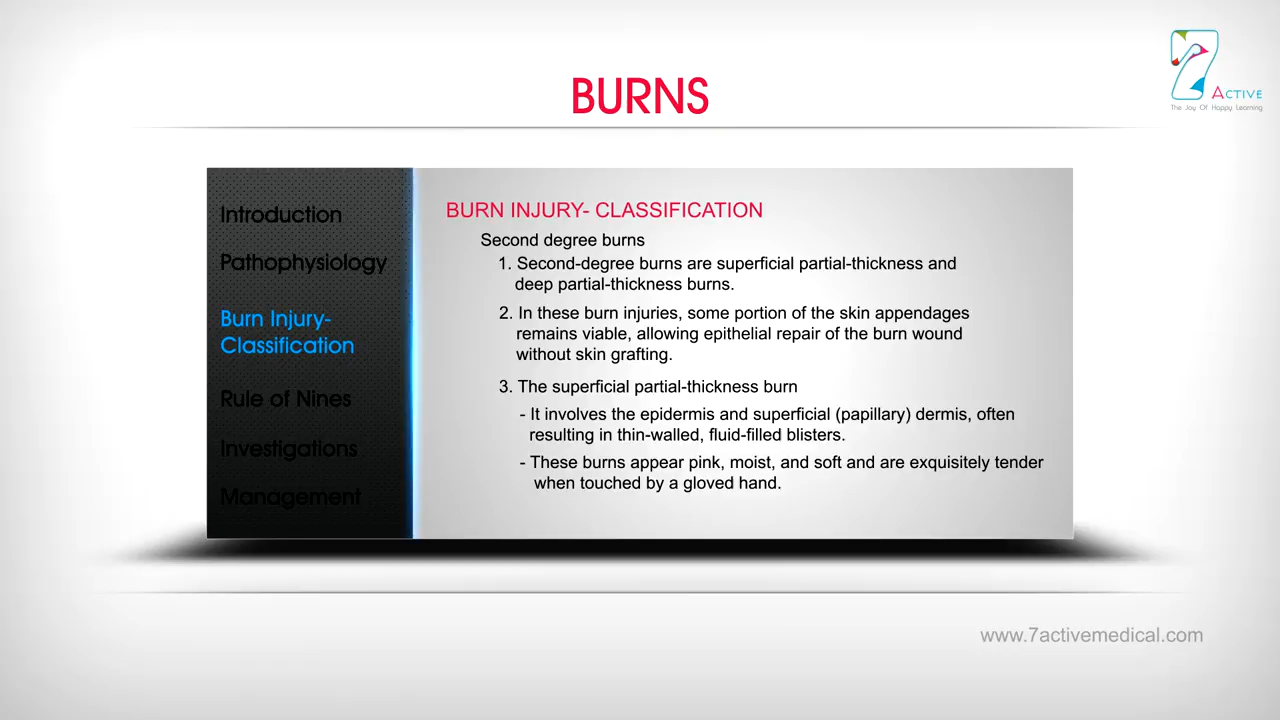 BURNS
7
ACTIVE
The Joy Of Happy Learning
Introduction
Pathophysiology
Burn Injury-
Classification
Rule of Nines
Investigations
Management
BURN INJURY- CLASSIFICATION
Second degree burns
1. Second-degree burns are superficial partial-thickness and
deep partial-thickness burns.
2. In these burn injuries, some portion of the skin appendages
remains viable, allowing epithelial repair of the burn wound
without skin grafting.
3. The superficial partial-thickness burn
- It involves the epidermis and superficial (papillary) dermis, often
resulting in thin-walled, fluid-filled blisters.
- These burns appear pink, moist, and soft and are exquisitely tender
when touched by a gloved hand.
www.7activemedical.com